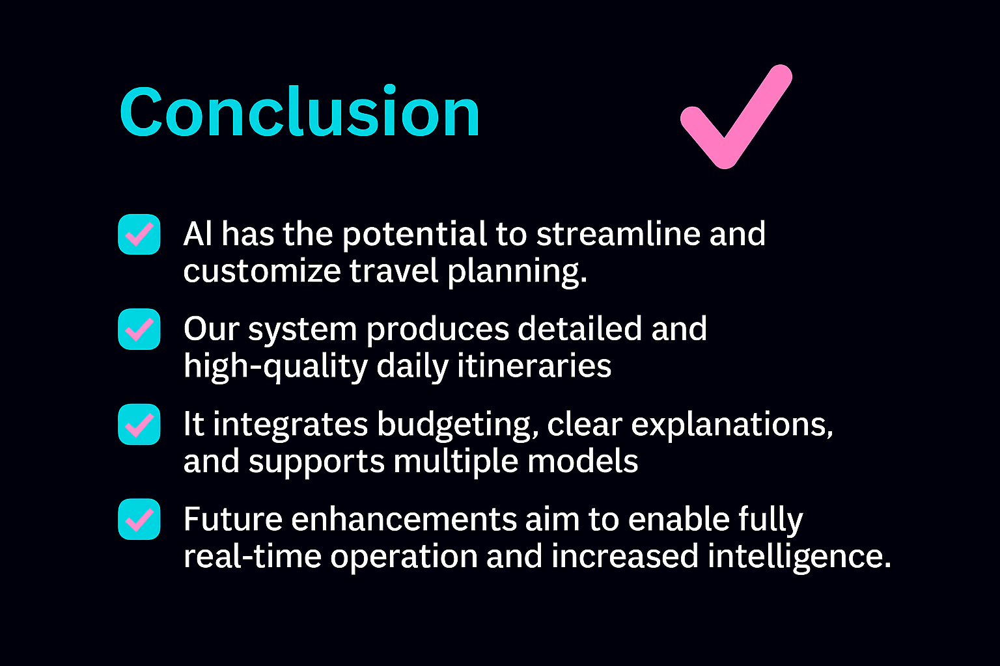 Conclusion
AI has the potential to streamline and
customize travel planning.
Our system produces detailed and
high-quality daily itineraries
It integrates budgeting, clear explanations,
and supports multiple models
Future enhancements aim to enable fully
real-time operation and increased intelligence.